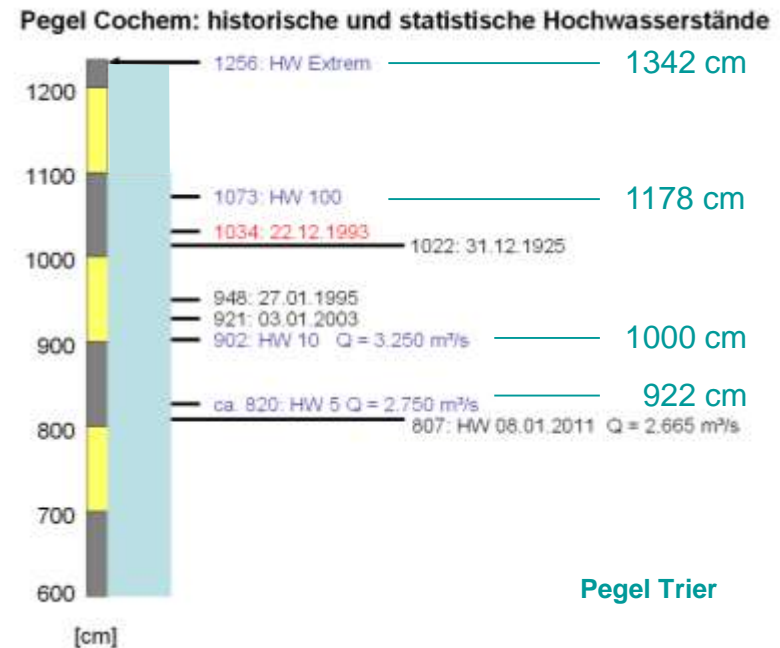 Pegel Cochem: historische und statistische Hochwasserstände
1256: HW Extrem 1342 cm
1200
1100
1073: HW 100 1178 cm
1034: 22.12.1993
1022: 31.12.1925
1000
948: 27.01.1995
921: 03.01.2003
902: HW 10 Q = 3.250 m³/s 1000 cm
900
ca. 820: HW 5 Q = 2.750 m³/s 922 cm
807: HW 08.01.2011 Q = 2.665 m³/s
800
700
600
Pegel Trier
[cm]